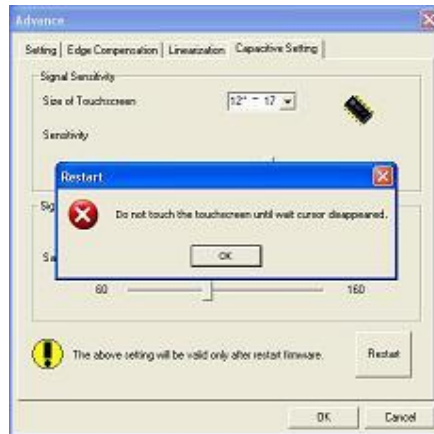 Advance
Setting Edge Compensation Linearization Capacitive Setting
Signal Sensitivity
Size of Touchscreen 12" ~ 17
Sensitivity
Restart
Do not touch the touchscreen until wait cursor disappeared.
OK
60 160
The above setting will be valid only after restart firmware.
Restart
OK Cancel